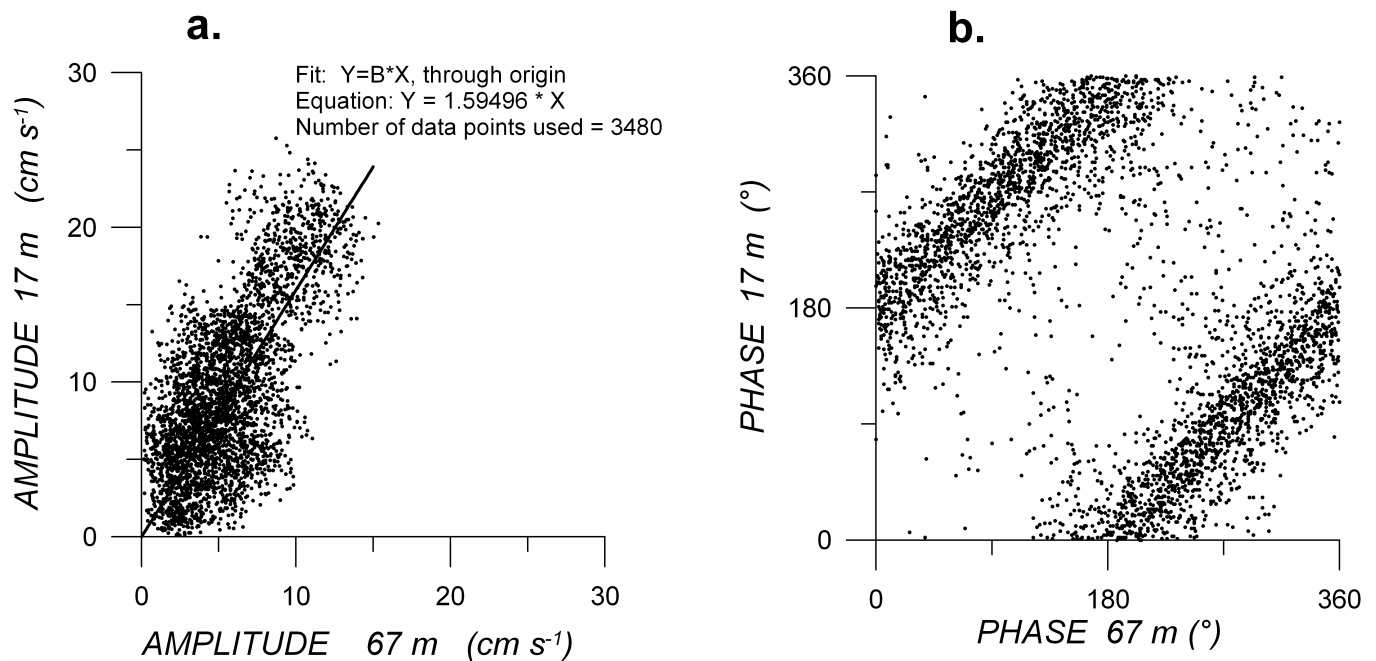 a.
30
20
10
0
AMPLITUDE 17 m (cm s⁻¹)
Fit: Y=B*X, through origin
Equation: Y = 1.59496 * X
Number of data points used = 3480
0 10 20 30
AMPLITUDE 67 m (cm s⁻¹)
b.
360
180
0
PHASE 17 m (°)
0 180 360
PHASE 67 m (°)